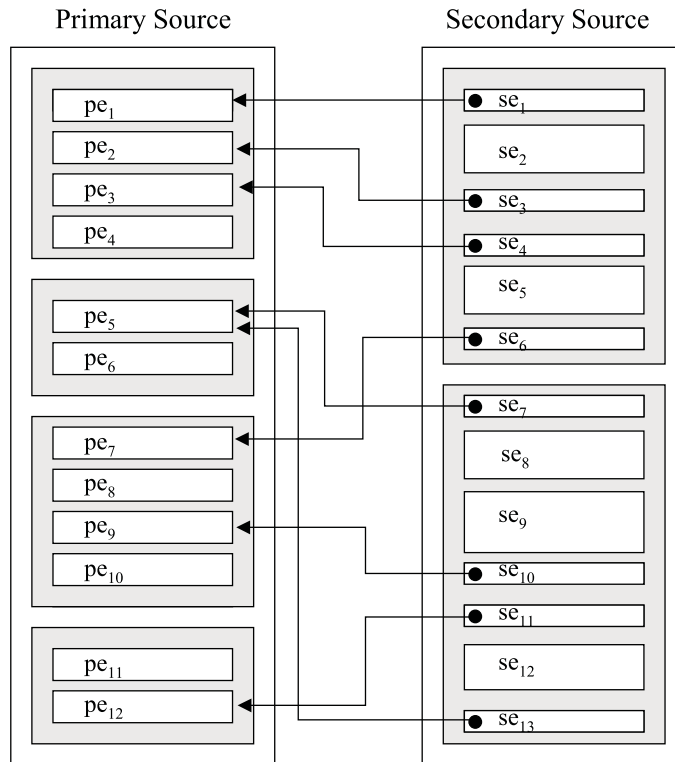 Primary Source
pe1
pe2
pe3
pe4
pe5
pe6
pe7
pe8
pe9
pe10
pe11
pe12
Secondary Source
se1
se2
se3
se4
se5
se6
se7
se8
se9
se10
se11
se12
se13